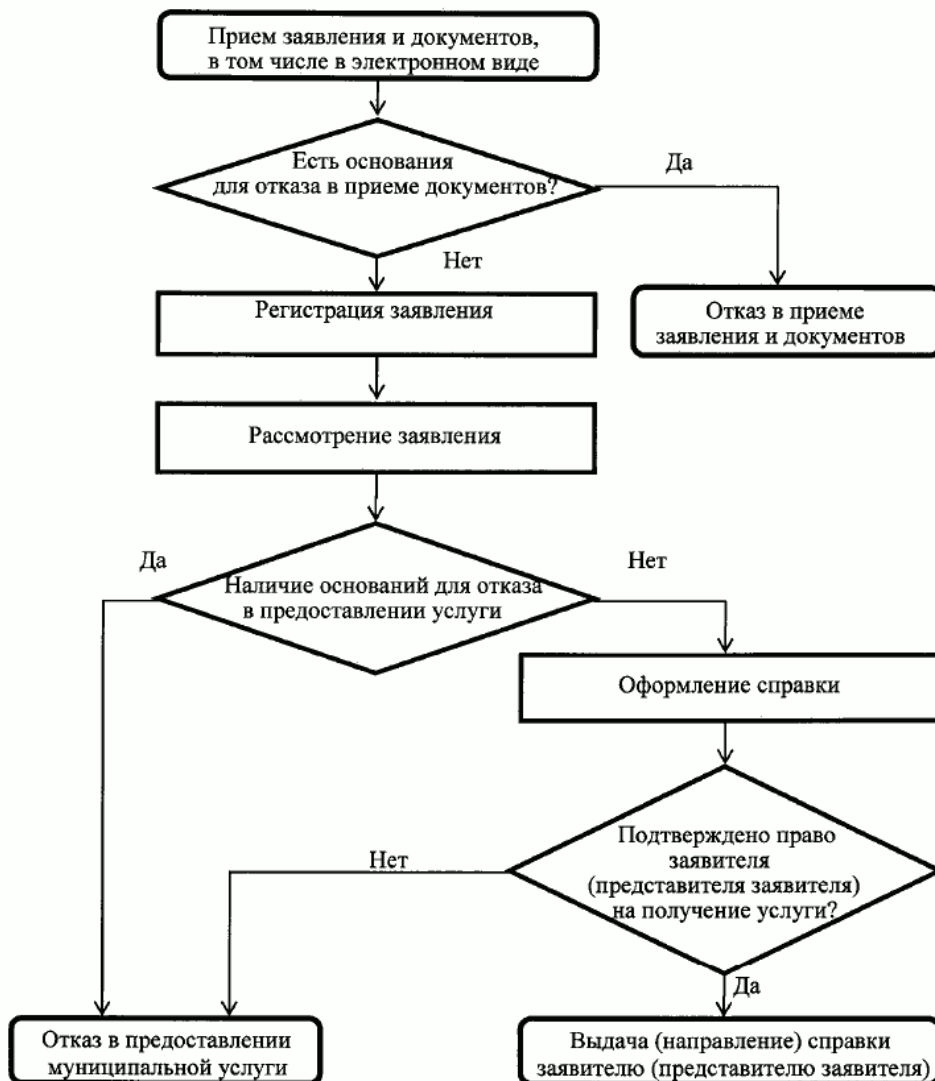 Прием заявления и документов,
в том числе в электронном виде
Есть основания
для отказа в приеме документов?
Да
Нет
Регистрация заявления
Отказ в приеме
заявления и документов
Рассмотрение заявления
Да
Нет
Наличие оснований для отказа
в предоставлении услуги
Оформление справки
Подтверждено право
заявителя
(представителя заявителя)
на получение услуги?
Нет
Да
Отказ в предоставлении
муниципальной услуги
Выдача (направление) справки
заявителю (представителю заявителя)